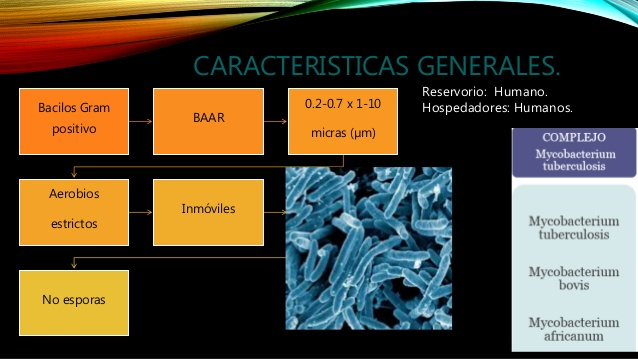 CARACTERISTICAS GENERALES.
Reservorio: Humano.
Hospedadores: Humanos.
Bacilos Gram
positivo
BAAR
0.2-0.7 x 1-10
micras (µm)
Aerobios
estrictos
Inmóviles
No esporas
COMPLEJO
Mycobacterium
tuberculosis
Mycobacterium
tuberculosis
Mycobacterium
bovis
Mycobacterium
africanum